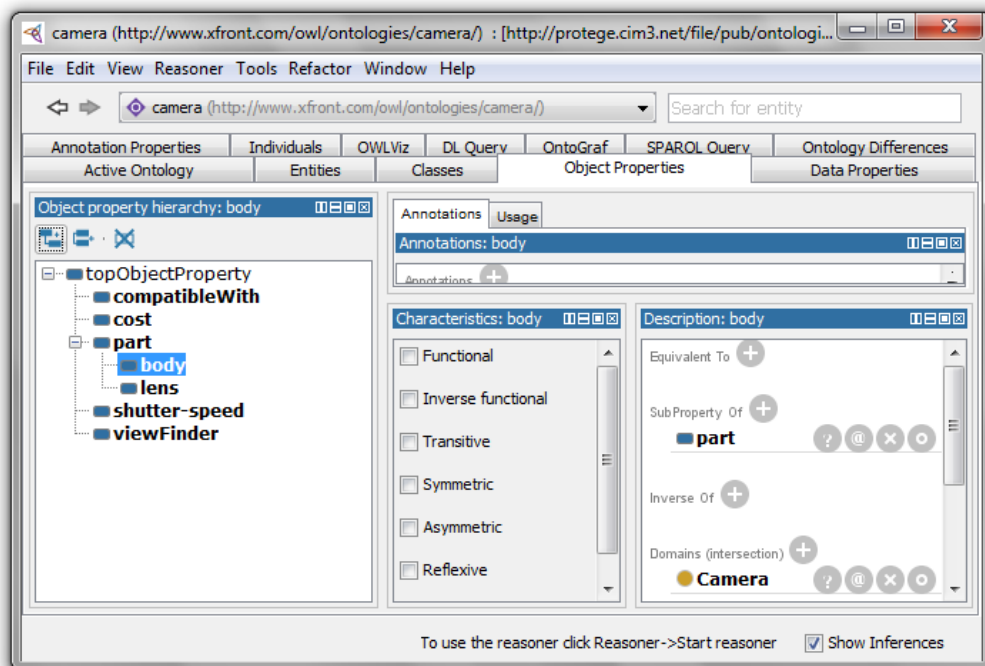 camera (http://www.xfront.com/owl/ontologies/camera/) : [http://protege.cim3.net/file/pub/ontologi...
File Edit View Reasoner Tools Refactor Window Help
camera (http://www.xfront.com/owl/ontologies/camera/)
Search for entity
Annotation Properties Individuals OWLViz DL Query OntoGraf SPARQL Query Ontology Differences
Active Ontology Entities Classes Object Properties Data Properties
Object property hierarchy: body
topObjectProperty
compatibleWith
cost
part
body
lens
shutter-speed
viewFinder
Annotations Usage
Annotations: body
Annotations
Characteristics: body
Functional
Inverse functional
Transitive
Symmetric
Asymmetric
Reflexive
Description: body
Equivalent To
SubProperty Of
part
Inverse Of
Domains (intersection)
Camera
To use the reasoner click Reasoner->Start reasoner Show Inferences